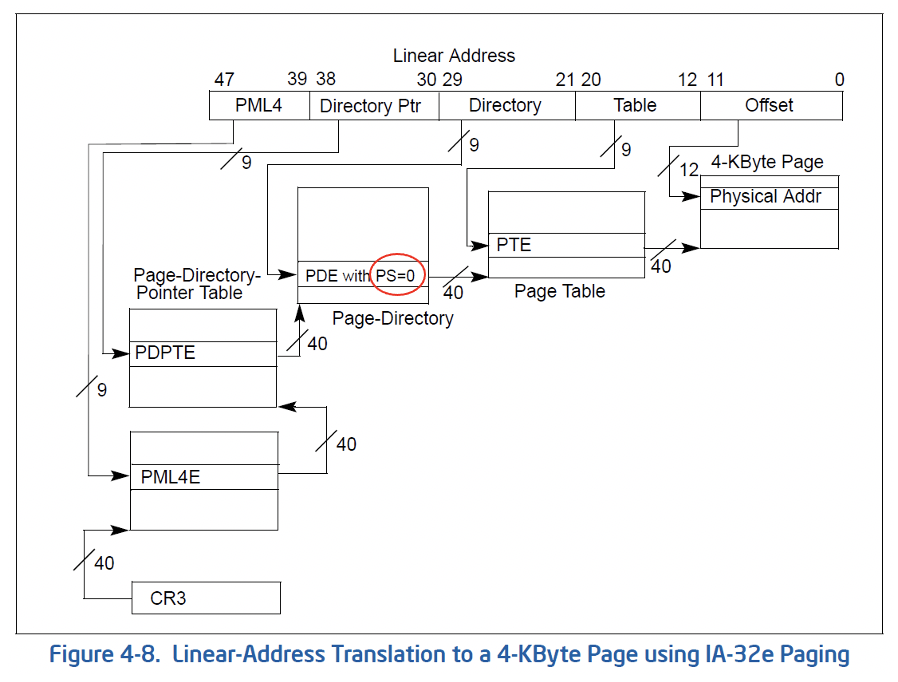 Linear Address
47 39 38 30 29 21 20 12 11 0
PML4 Directory Ptr Directory Table Offset
9 9 9
12 4-KByte Page
Physical Addr
PTE
40
Page Table
PDE with PS=0
40
Page-Directory
Page-Directory-
Pointer Table
40
PDPTE
9
40
PML4E
40
CR3
Figure 4-8. Linear-Address Translation to a 4-KByte Page using IA-32e Paging